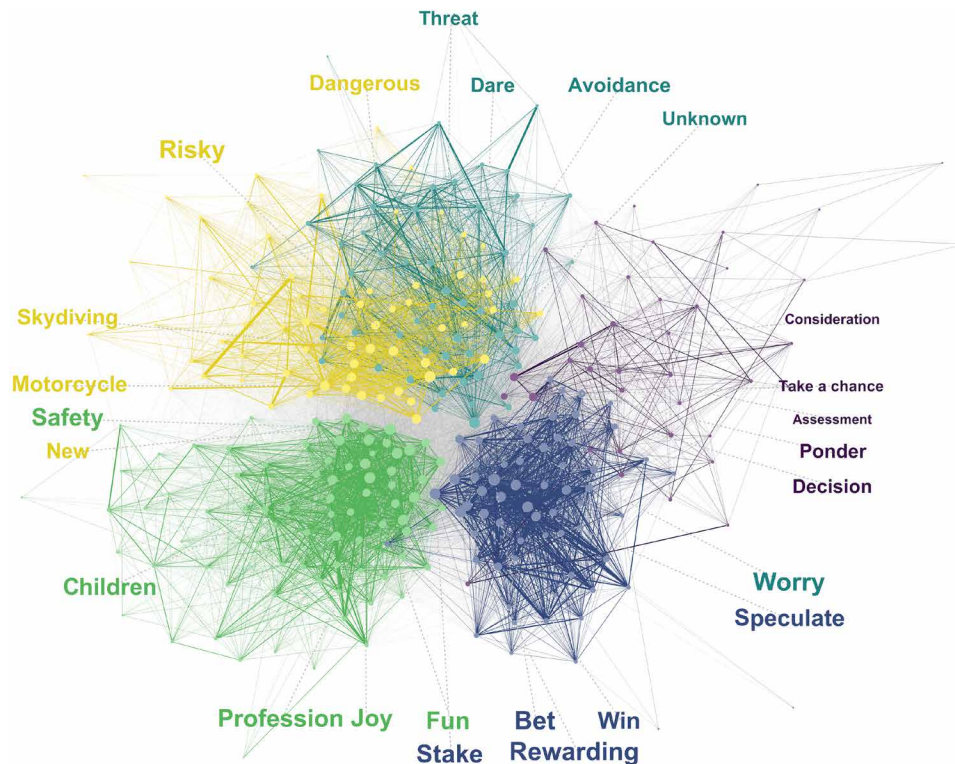 Threat
Dangerous
Dare
Avoidance
Unknown
Risky
Skydiving
Consideration
Motorcycle
Take a chance
Safety
Assessment
New
Ponder
Decision
Children
Worry
Speculate
Profession Joy
Fun
Bet
Win
Stake
Rewarding